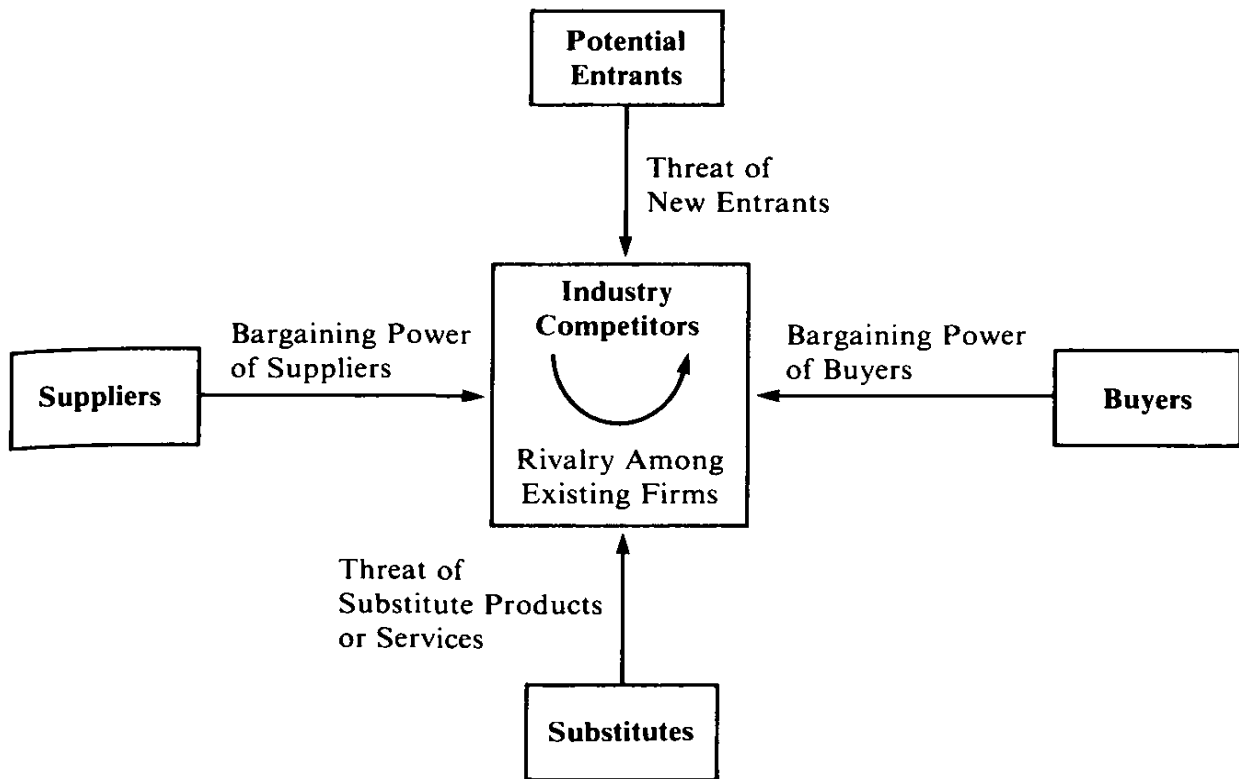 Potential
Entrants
Threat of
New Entrants
Industry
Competitors
Bargaining Power
of Suppliers
Bargaining Power
of Buyers
Suppliers
Buyers
Rivalry Among
Existing Firms
Threat of
Substitute Products
or Services
Substitutes